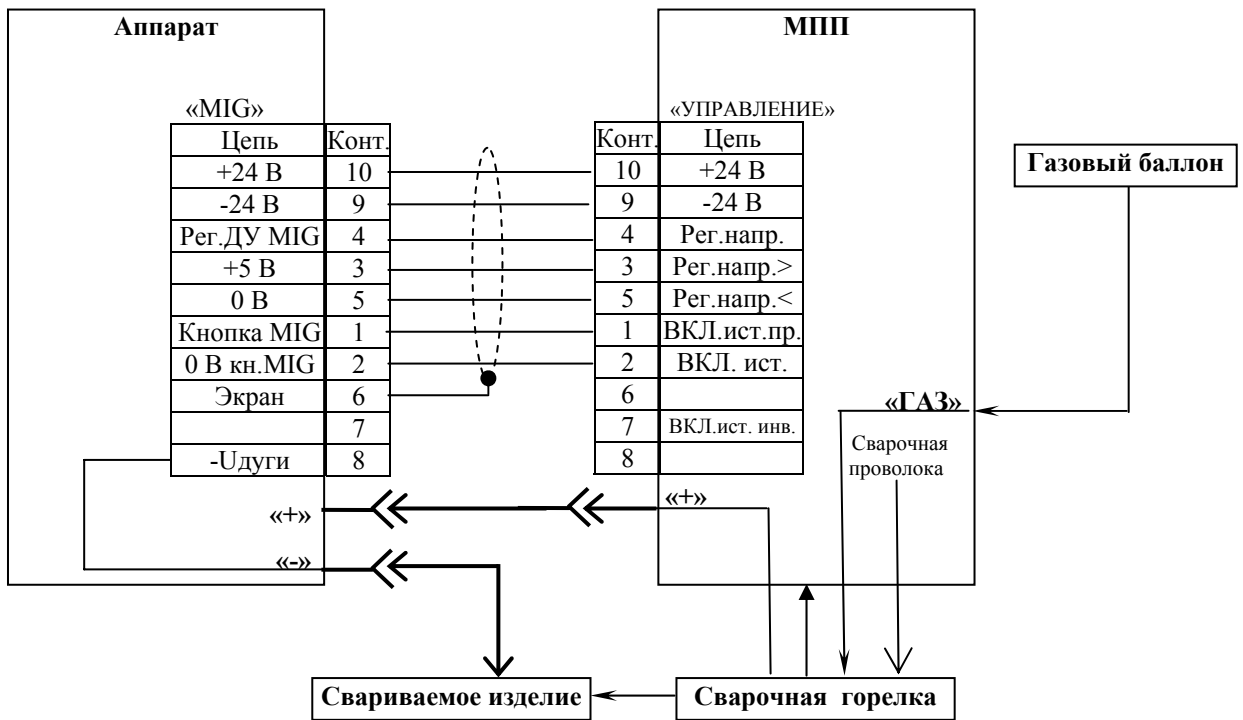 Аппарат
МПП
«MIG»
«УПРАВЛЕНИЕ»
Цепь Конт.
Конт. Цепь
+24 В 10
10 +24 В
-24 В 9
9 -24 В
Рег.ДУ MIG 4
4 Рег.напр.
+5 В 3
3 Рег.напр.>
0 В 5
5 Рег.напр.<
Кнопка MIG 1
1 ВКЛ.ист.пр.
0 В кн.MIG 2
2 ВКЛ. ист.
Экран 6
6
7
7 ВКЛ.ист. инв.
-Uдуги 8
8
Газовый баллон
«ГАЗ»
Сварочная
проволока
«+»
«+»
«-»
Свариваемое изделие
Сварочная горелка